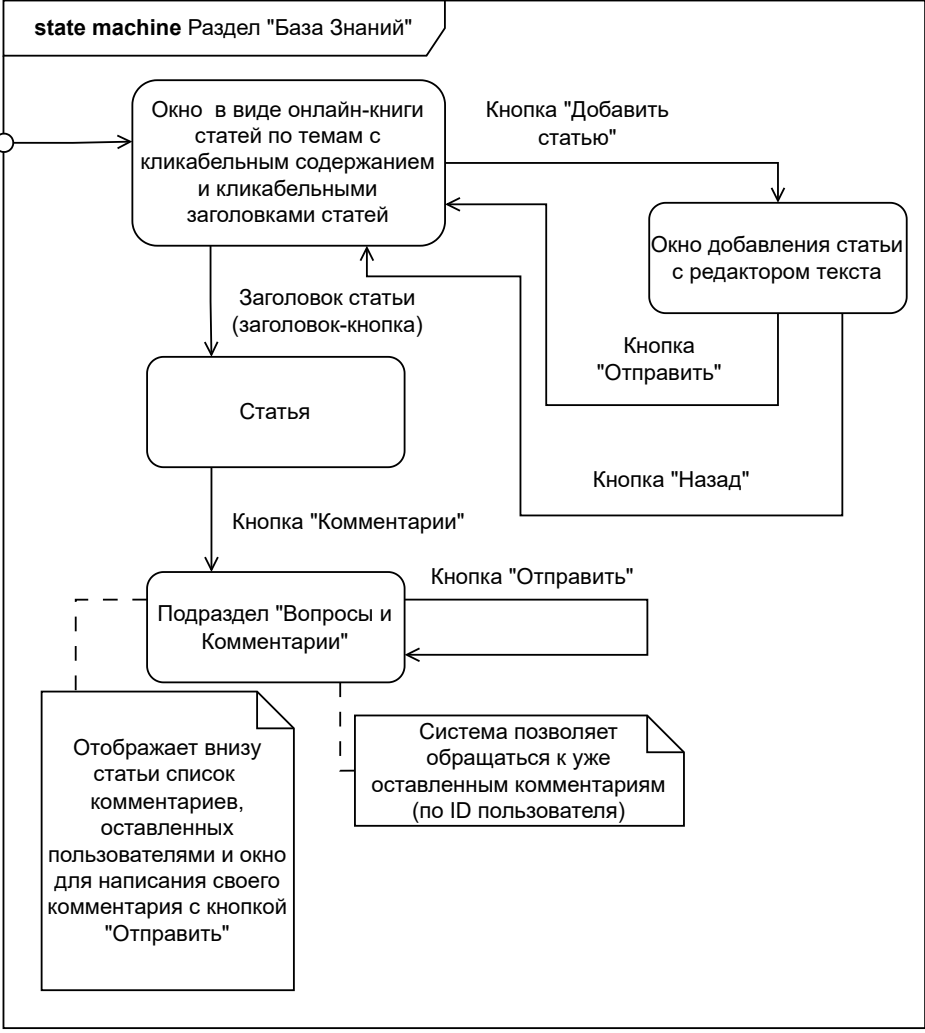 state machine Раздел "База Знаний"
Окно в виде онлайн-книги
статей по темам с
кликабельным содержанием
и кликабельными
заголовками статей
Кнопка "Добавить
статью"
Окно добавления статьи
с редактором текста
Заголовок статьи
(заголовок-кнопка)
Кнопка
"Отправить"
Статья
Кнопка "Назад"
Кнопка "Комментарии"
Кнопка "Отправить"
Подраздел "Вопросы и
Комментарии"
Отображает внизу
статьи список
комментариев,
оставленных
пользователями и окно
для написания своего
комментария с кнопкой
"Отправить"
Система позволяет
обращаться к уже
оставленным комментариям
(по ID пользователя)